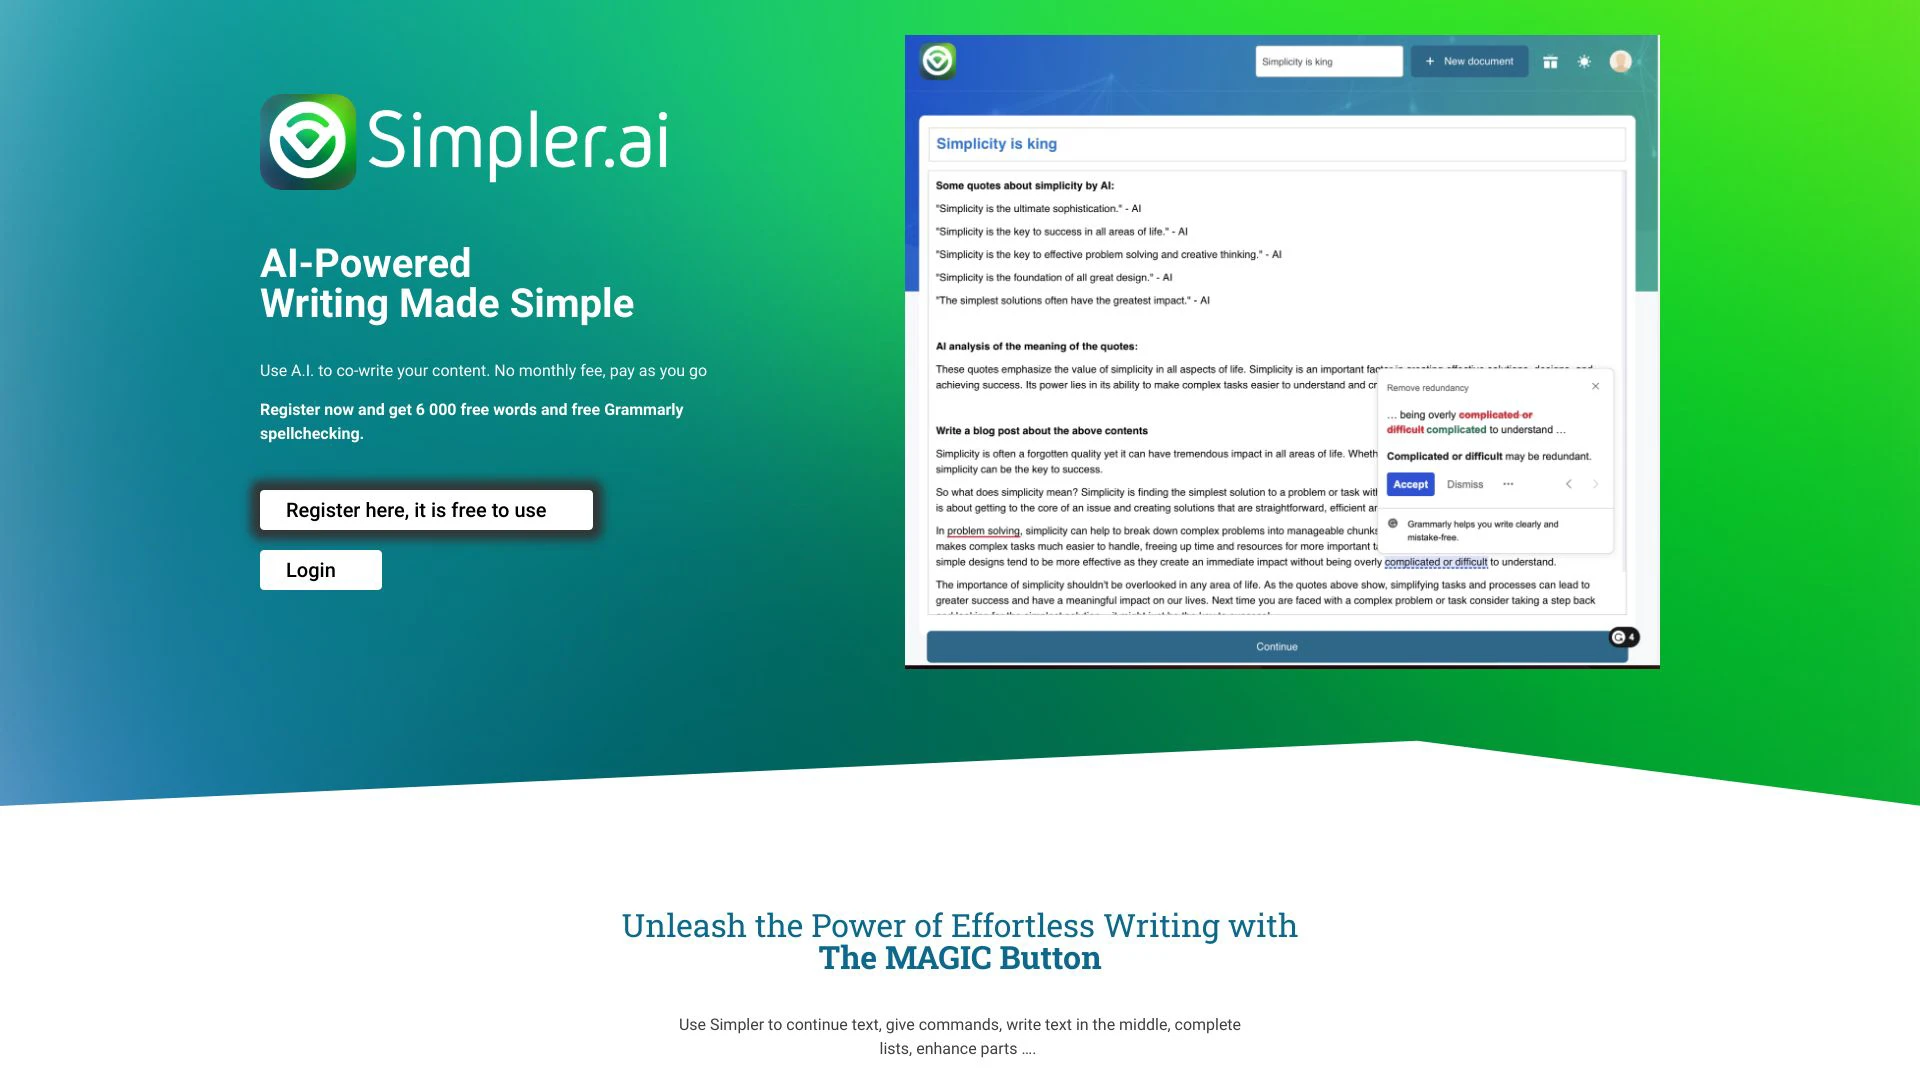 Simpler.ai
AI-Powered
Writing Made Simple
Use A.I. to co-write your content. No monthly fee, pay as you go
Register now and get 6 000 free words and free Grammarly
spellchecking.
Register here, it is free to use
Login
Simplicity is king
+ New document
Simplicity is king
Some quotes about simplicity by AI:
"Simplicity is the ultimate sophistication." - AI
"Simplicity is the key to success in all areas of life." - AI
"Simplicity is the key to effective problem solving and creative thinking." - AI
"Simplicity is the foundation of all great design." - AI
"The simplest solutions often have the greatest impact." - AI
AI analysis of the meaning of the quotes:
These quotes emphasize the value of simplicity in all aspects of life. Simplicity is an important
achieving success. Its power lies in its ability to make complex tasks easier to understand and cr
Write a blog post about the above contents
Simplicity is often a forgotten quality yet it can have tremendous impact in all areas of life. Wheth
simplicity can be the key to success.
So what does simplicity mean? Simplicity is finding the simplest solution to a problem or task wit
is about getting to the core of an issue and creating solutions that are straightforward, efficient a
In problem solving, simplicity can help to break down complex problems into manageable chunks
makes complex tasks much easier to handle, freeing up time and resources for more important t
simple designs tend to be more effective as they create an immediate impact without being overly complicated or difficult to understand.
The importance of simplicity shouldn't be overlooked in any area of life. As the quotes above show, simplifying tasks and processes can lead to
greater success and have a meaningful impact on our lives. Next time you are faced with a complex problem or task consider taking a step back
Remove redundancy
... being overly complicated or
difficult complicated to understand ...
Complicated or difficult may be redundant.
Accept
Dismiss
Grammarly helps you write clearly and
mistake-free.
Continue
4
Unleash the Power of Effortless Writing with
The MAGIC Button
Use Simpler to continue text, give commands, write text in the middle, complete
lists, enhance parts ....